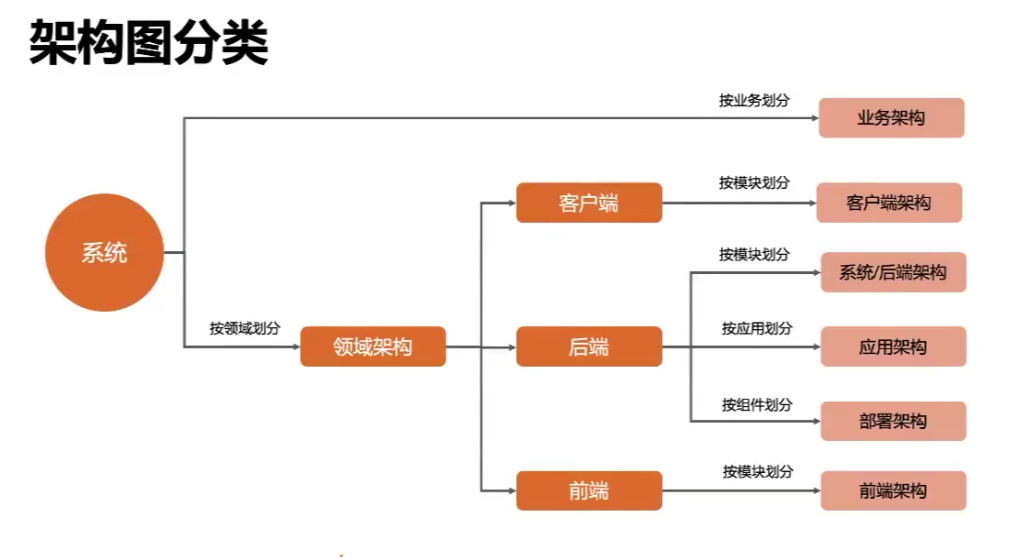 架构图分类
按业务划分
业务架构
客户端
按模块划分
客户端架构
系统
按模块划分
系统/后端架构
按领域划分
领域架构
后端
按应用划分
应用架构
按组件划分
部署架构
前端
按模块划分
前端架构